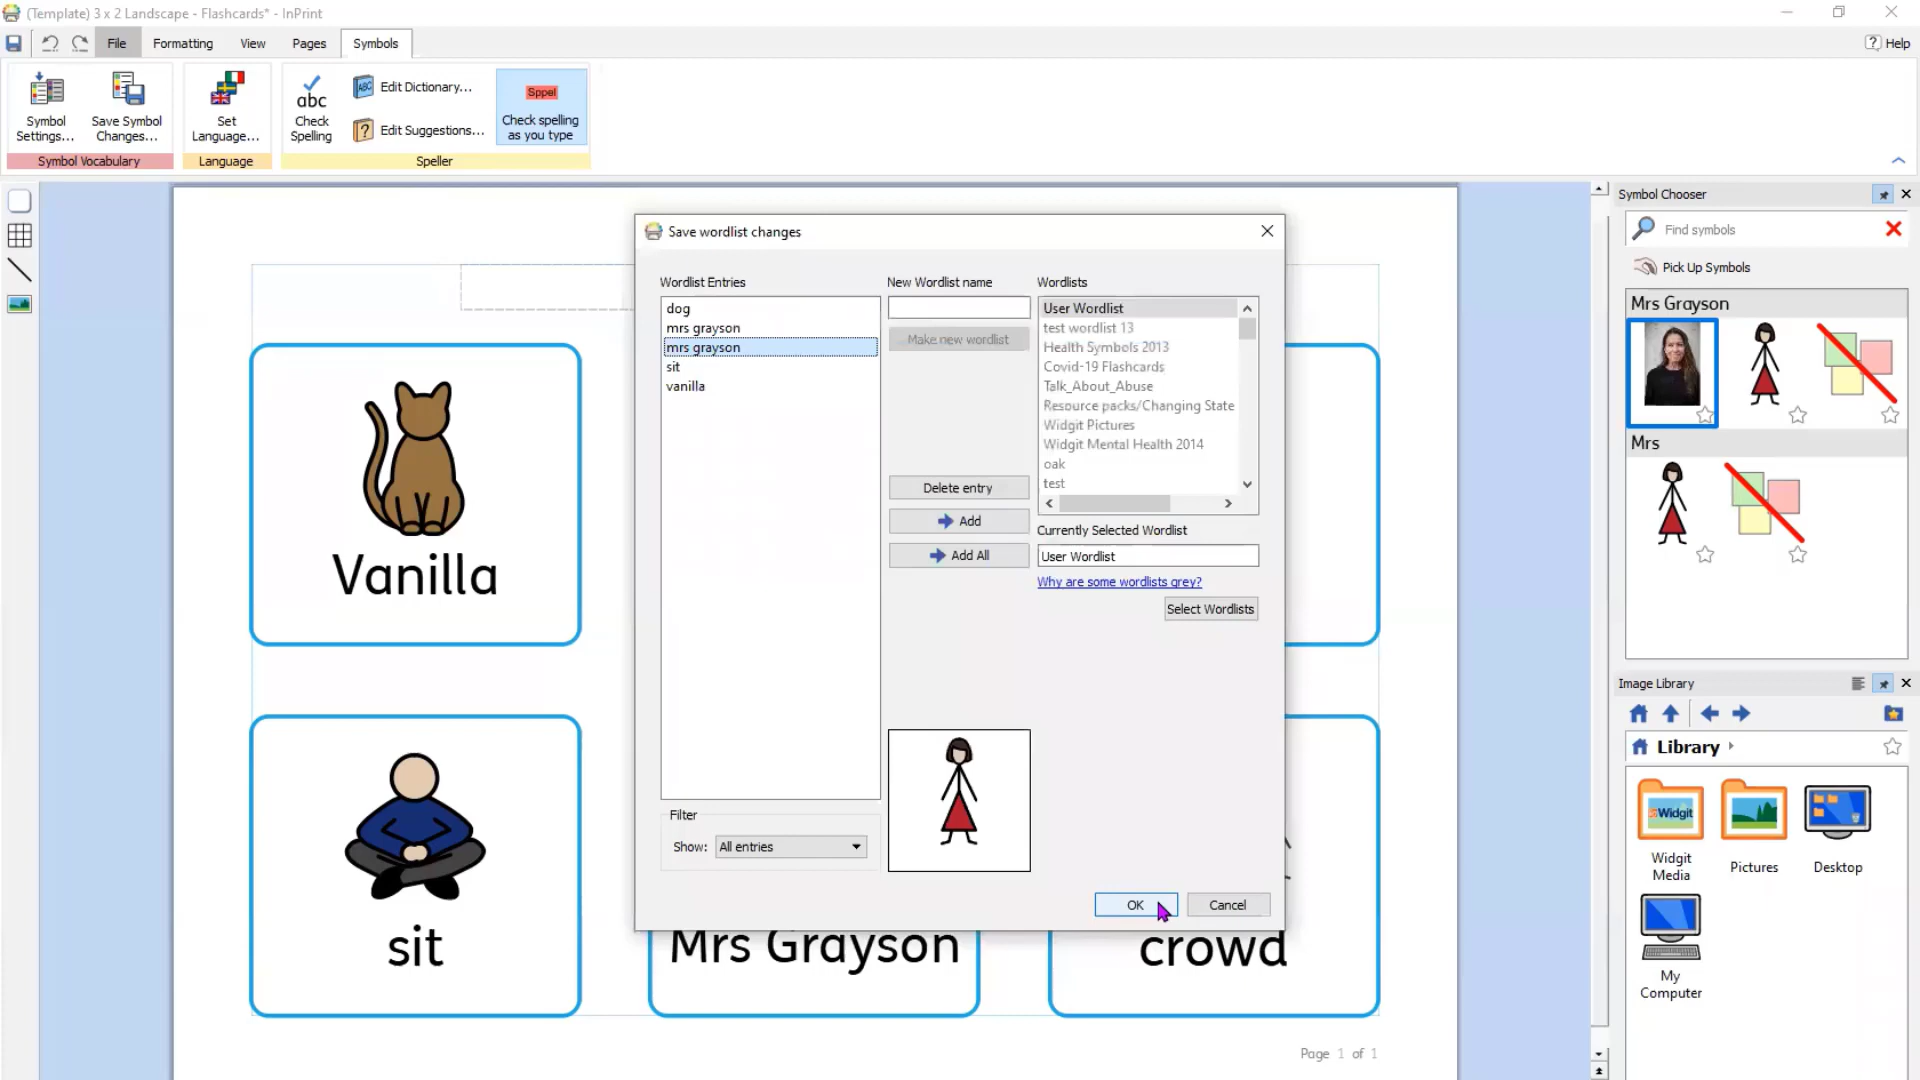 (Template) 3 x 2 Landscape - Flashcards* - InPrint
File
Formatting
View
Pages
Symbols
Help
Symbol
Settings...
Save Symbol
Changes...
Symbol Vocabulary
Set
Language...
Language
abc
Check
Spelling
ABC
Edit Dictionary...
Edit Suggestions...
Sppel
Check spelling
as you type
Speller
Vanilla
sit
Mrs Grayson
crowd
Page 1 of 1
Save wordlist changes
Wordlist Entries
dog
mrs grayson
mrs grayson
sit
vanilla
Filter
Show: All entries
New Wordlist name
Make new wordlist
Delete entry
Add
Add All
Wordlists
User Wordlist
test wordlist 13
Health Symbols 2013
Covid-19 Flashcards
Talk_About_Abuse
Resource packs/Changing State
Widgit Pictures
Widgit Mental Health 2014
oak
test
Currently Selected Wordlist
User Wordlist
Why are some wordlists grey?
Select Wordlists
OK
Cancel
Symbol Chooser
Find symbols
Pick Up Symbols
Mrs Grayson
Mrs
Image Library
Library
Widgit
Widgit
Media
Pictures
Desktop
My
Computer